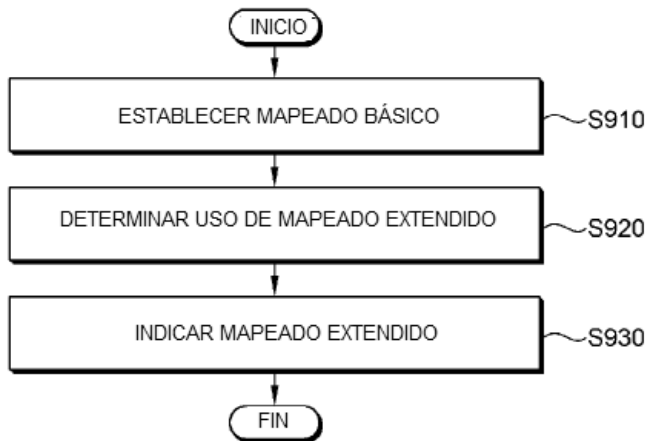 INICIO
ESTABLECER MAPEADO BÁSICO
S910
DETERMINAR USO DE MAPEADO EXTENDIDO
S920
INDICAR MAPEADO EXTENDIDO
S930
FIN